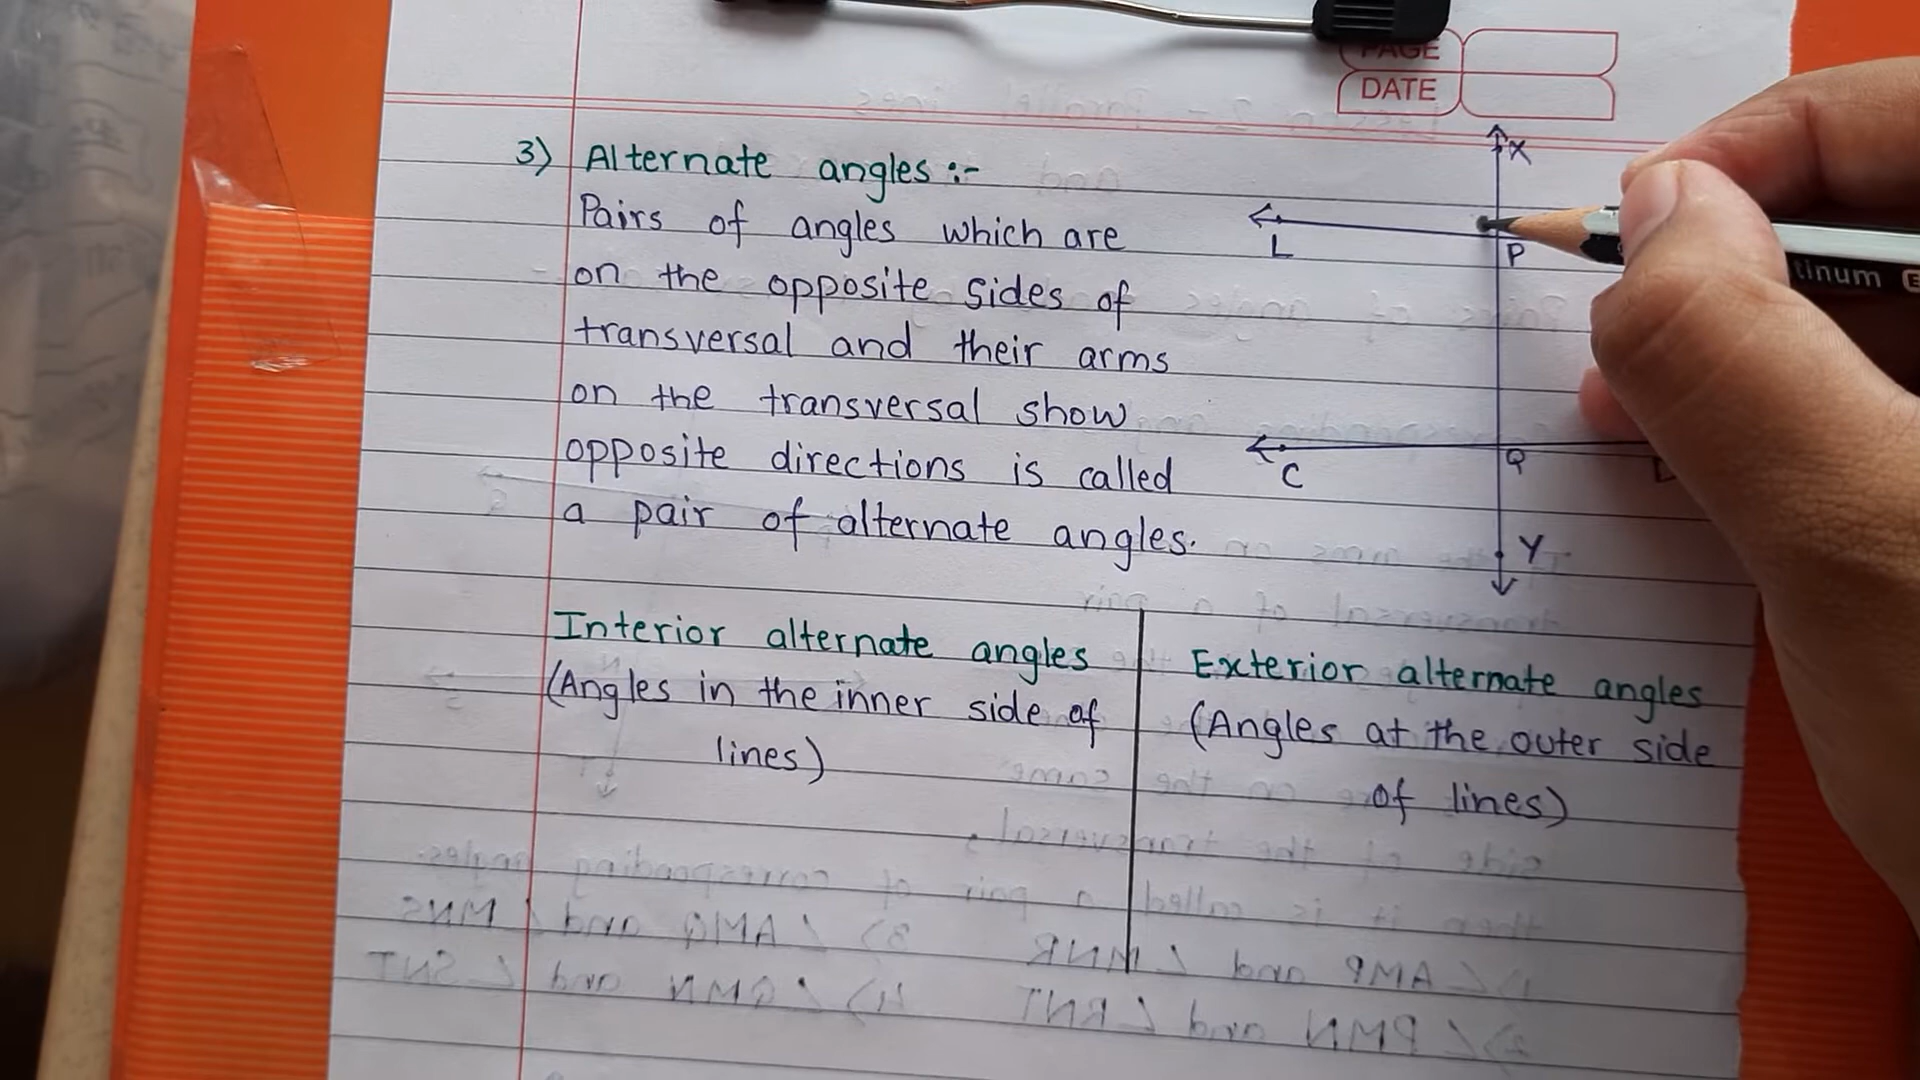 PAGE
DATE
3) Alternate angles :-
Pairs of angles which are
on the opposite sides of
transversal and their arms
on the transversal show
opposite directions is called
a pair of alternate angles.
X
L
P
C
Q
Y
tinum
Interior alternate angles
(Angles in the inner side of
lines)
Exterior alternate angles
(Angles at the outer side
of lines)